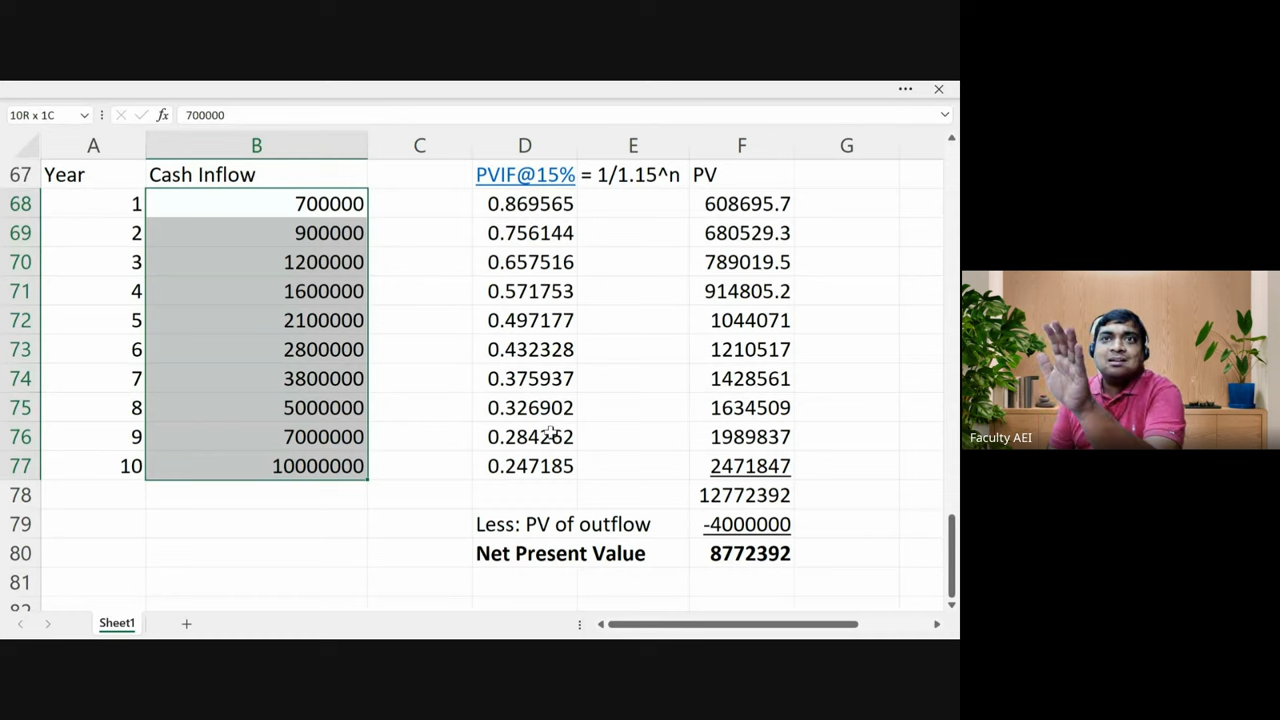 10R x 1C fx 700000
A B C D E F G
67 Year Cash Inflow PVIF@15% = 1/1.15^n PV
68 1 700000 0.869565 608695.7
69 2 900000 0.756144 680529.3
70 3 1200000 0.657516 789019.5
71 4 1600000 0.571753 914805.2
72 5 2100000 0.497177 1044071
73 6 2800000 0.432328 1210517
74 7 3800000 0.375937 1428561
75 8 5000000 0.326902 1634509
76 9 7000000 0.284262 1989837
77 10 10000000 0.247185 2471847
78 12772392
79 Less: PV of outflow -4000000
80 Net Present Value 8772392
81
82
Sheet1
Faculty AEI